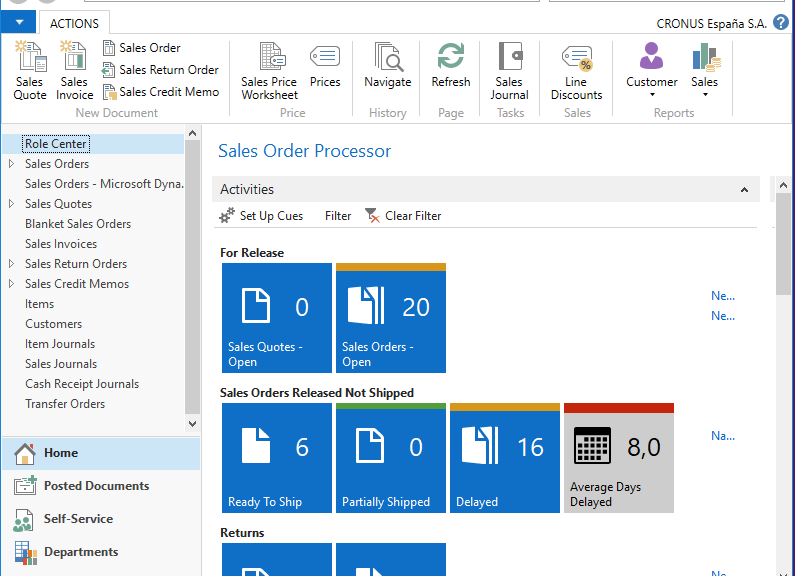 ACTIONS
CRONUS España S.A.
Sales
Quote
Sales
Invoice
Sales Order
Sales Return Order
Sales Credit Memo
New Document
Sales Price
Worksheet
Prices
Price
Navigate
History
Refresh
Page
Sales
Journal
Tasks
Line
Discounts
Sales
Customer
Sales
Reports
Role Center
Sales Orders
Sales Orders - Microsoft Dyna.
Sales Quotes
Blanket Sales Orders
Sales Invoices
Sales Return Orders
Sales Credit Memos
Items
Customers
Item Journals
Sales Journals
Cash Receipt Journals
Transfer Orders
Home
Posted Documents
Self-Service
Departments
Sales Order Processor
Activities
Set Up Cues
Filter
Clear Filter
For Release
0
Sales Quotes -
Open
20
Sales Orders -
Open
Ne...
Ne...
Sales Orders Released Not Shipped
6
Ready To Ship
0
Partially Shipped
16
Delayed
8,0
Average Days
Delayed
Na...
Returns
Ne...